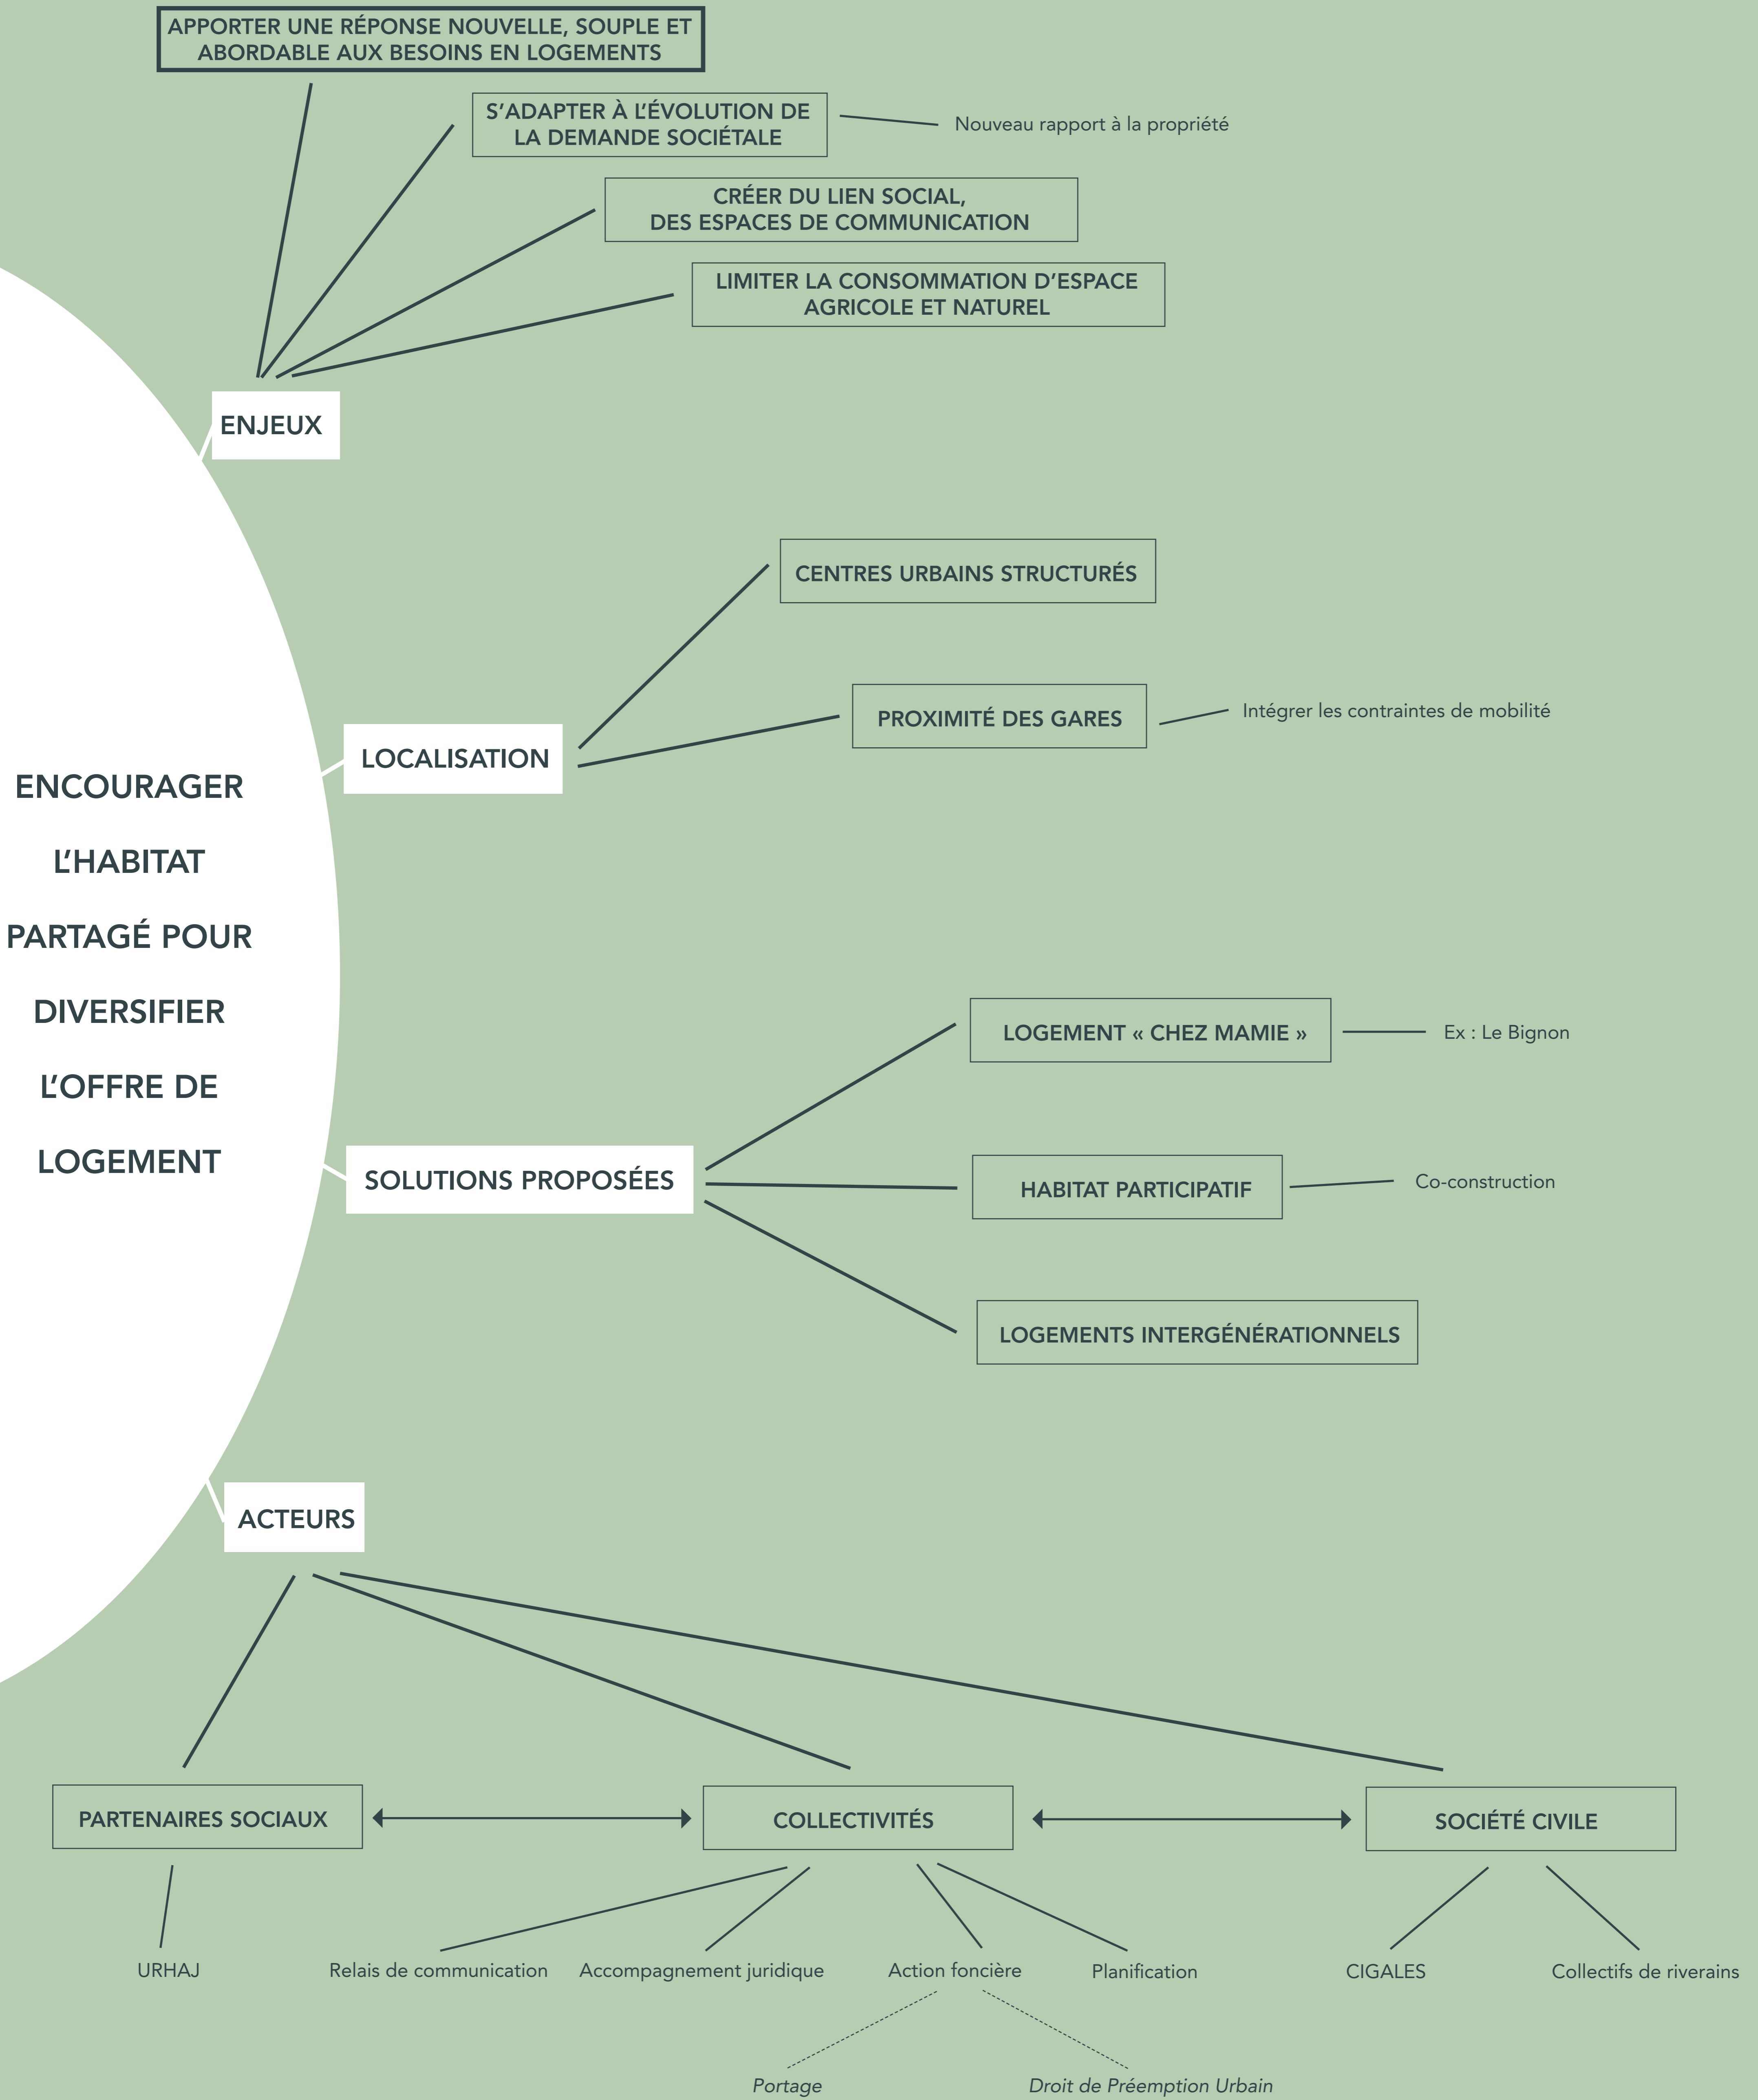 APPORTER UNE RÉPONSE NOUVELLE, SOUPLE ET
ABORDABLE AUX BESOINS EN LOGEMENTS
S’ADAPTER À L’ÉVOLUTION DE
LA DEMANDE SOCIÉTALE
Nouveau rapport à la propriété
CRÉER DU LIEN SOCIAL,
DES ESPACES DE COMMUNICATION
LIMITER LA CONSOMMATION D’ESPACE
AGRICOLE ET NATUREL
ENJEUX
CENTRES URBAINS STRUCTURÉS
PROXIMITÉ DES GARES
Intégrer les contraintes de mobilité
LOCALISATION
ENCOURAGER
L’HABITAT
PARTAGÉ POUR
DIVERSIFIER
L’OFFRE DE
LOGEMENT
LOGEMENT « CHEZ MAMIE »
Ex : Le Bignon
SOLUTIONS PROPOSÉES
HABITAT PARTICIPATIF
Co-construction
LOGEMENTS INTERGÉNÉRATIONNELS
ACTEURS
PARTENAIRES SOCIAUX
COLLECTIVITÉS
SOCIÉTÉ CIVILE
URHAJ
Relais de communication
Accompagnement juridique
Action foncière
Planification
CIGALES
Collectifs de riverains
Portage
Droit de Préemption Urbain